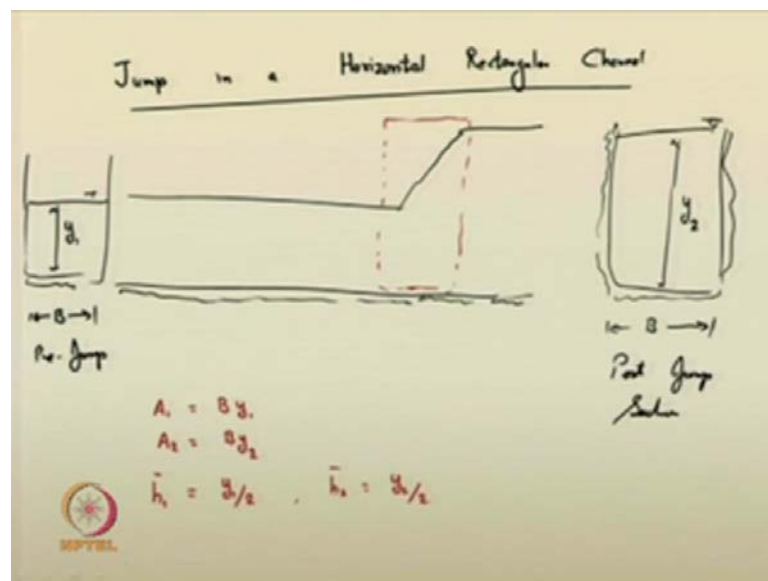 Jump in a Horizontal Rectangular Channel
y₁
y₂
B
Pre-Jump
B
Post Jump
Section
A₁ = By₁
A₂ = By₂
h̄₁ = y₁/2 , h̄₂ = y₂/2
NPTEL